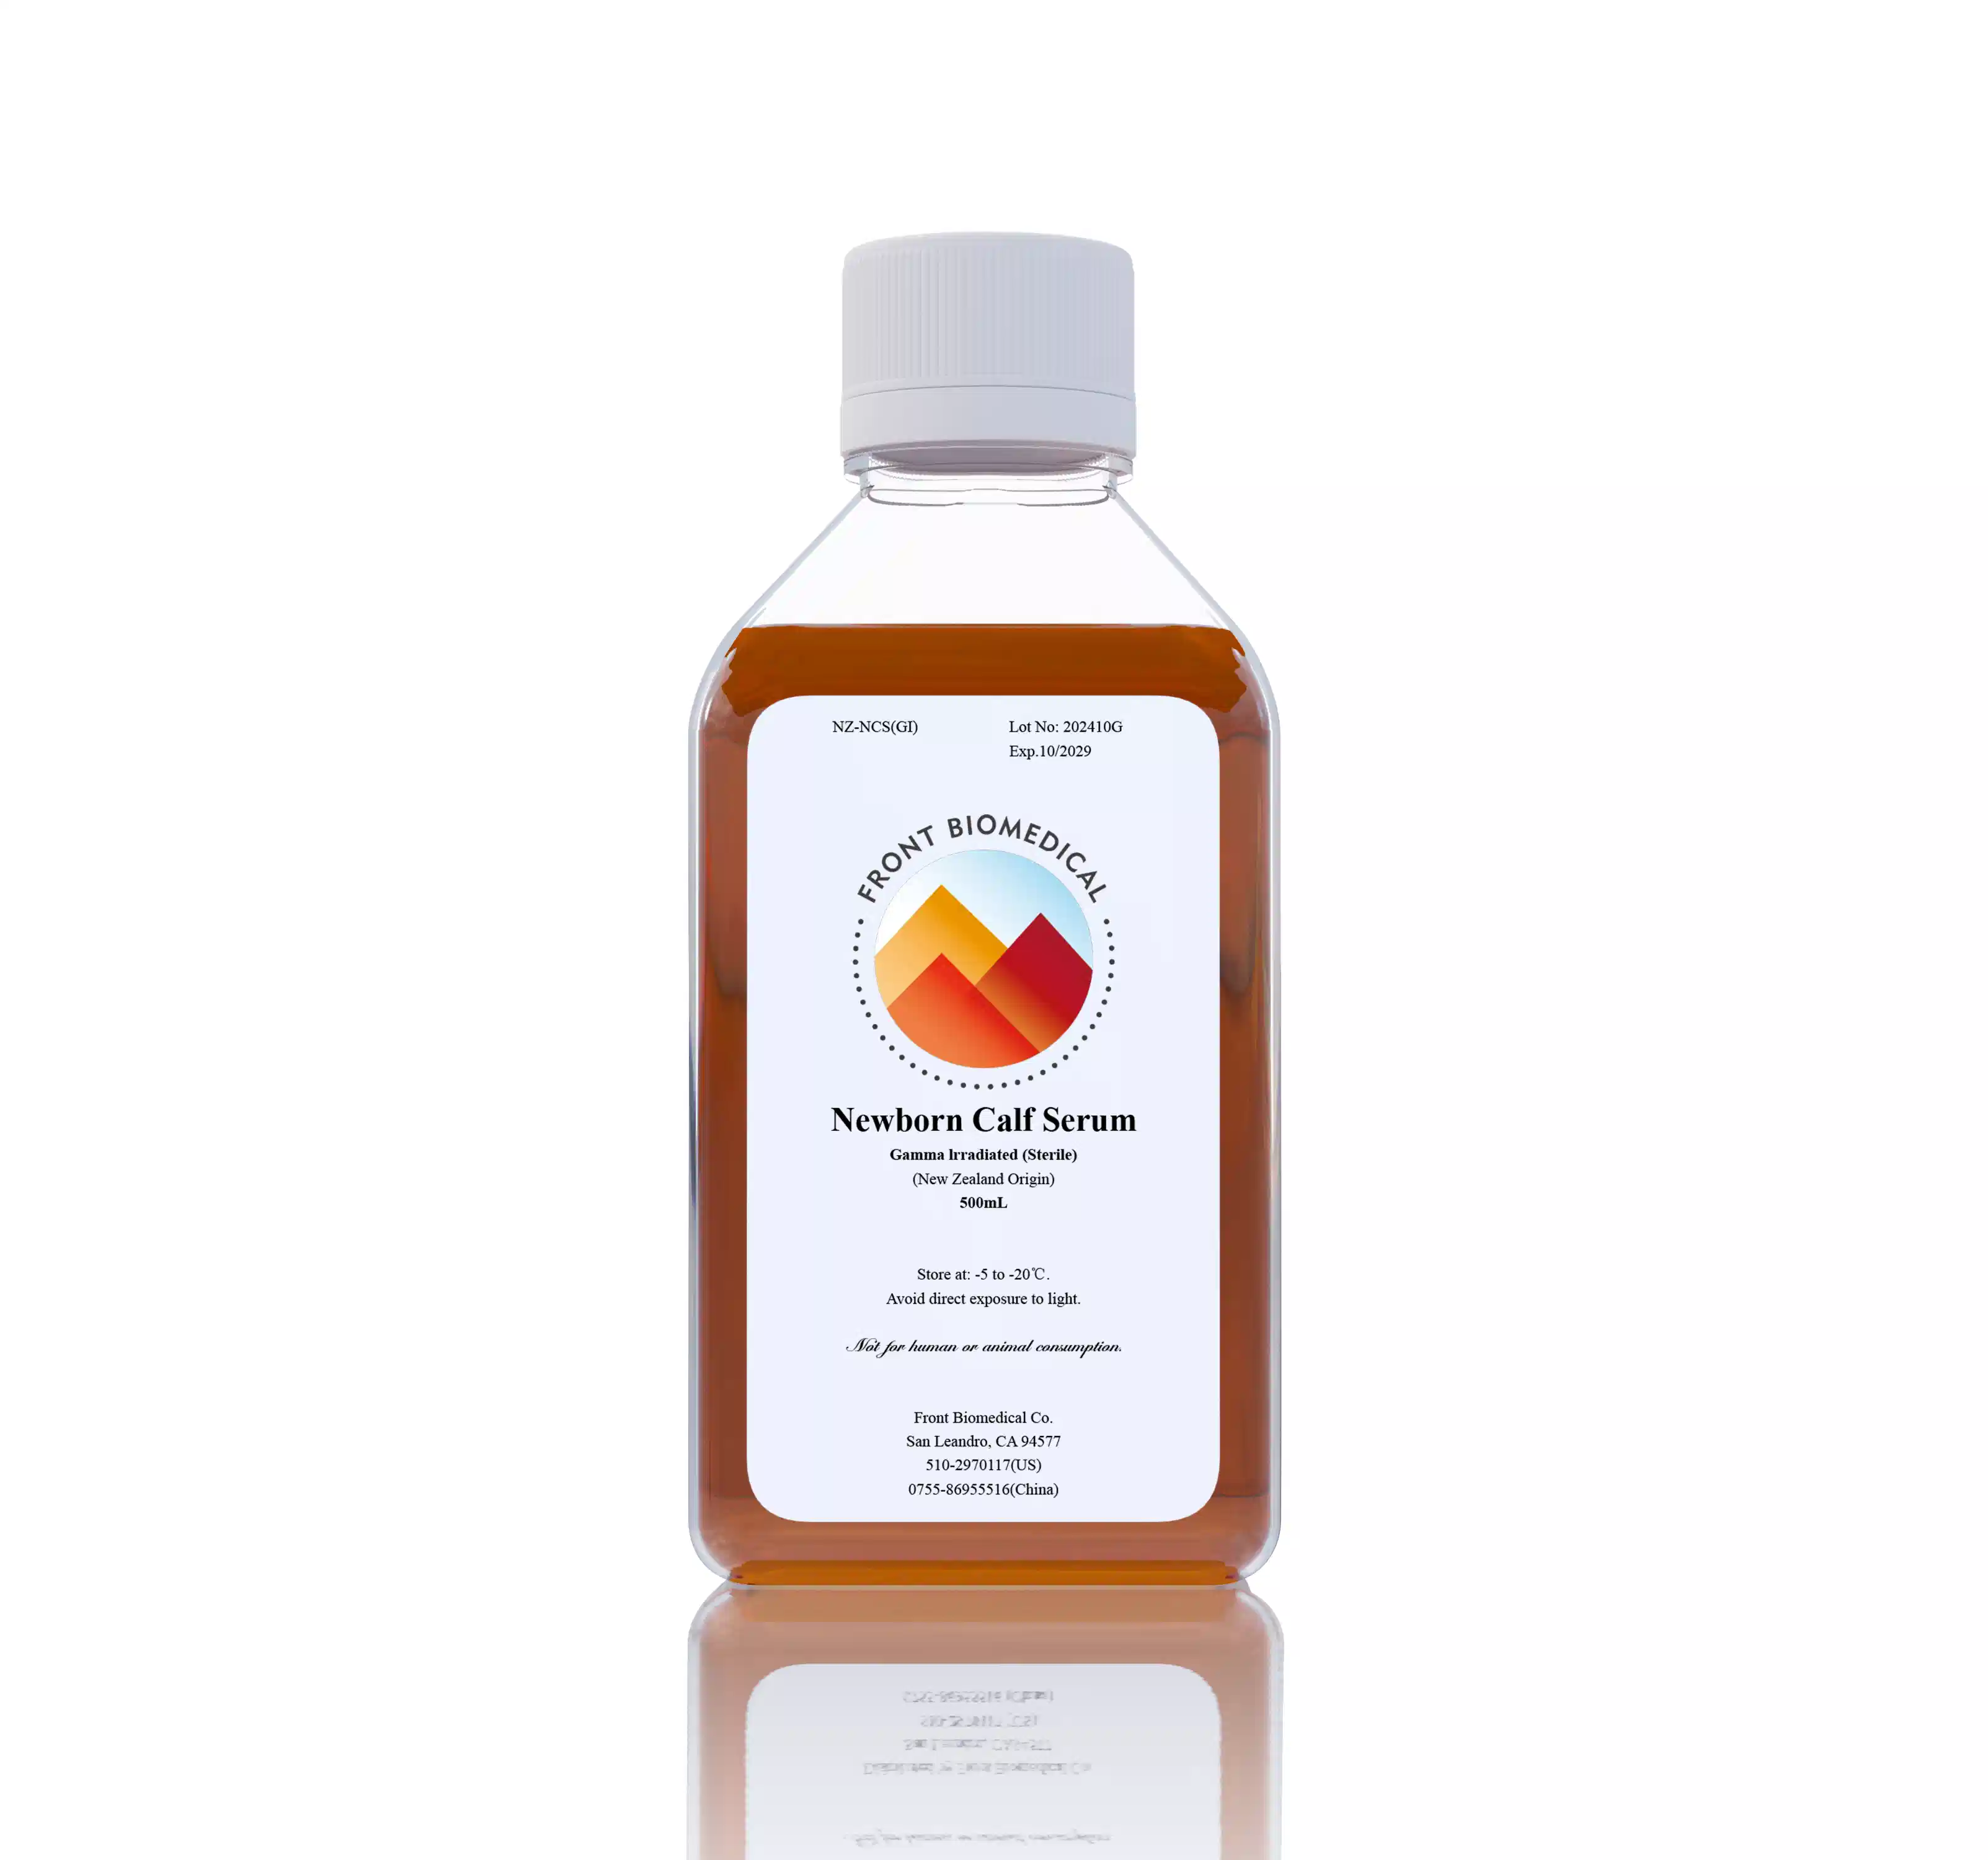 NZ-NCS(GI)
Lot No: 202410G
Exp.10/2029
FRONT BIOMEDICAL
Newborn Calf Serum
Gamma lrradiated (Sterile)
(New Zealand Origin)
500mL
Store at: -5 to -20℃.
Avoid direct exposure to light.
Not for human or animal consumption.
Front Biomedical Co.
San Leandro, CA 94577
510-2970117(US)
0755-86955516(China)